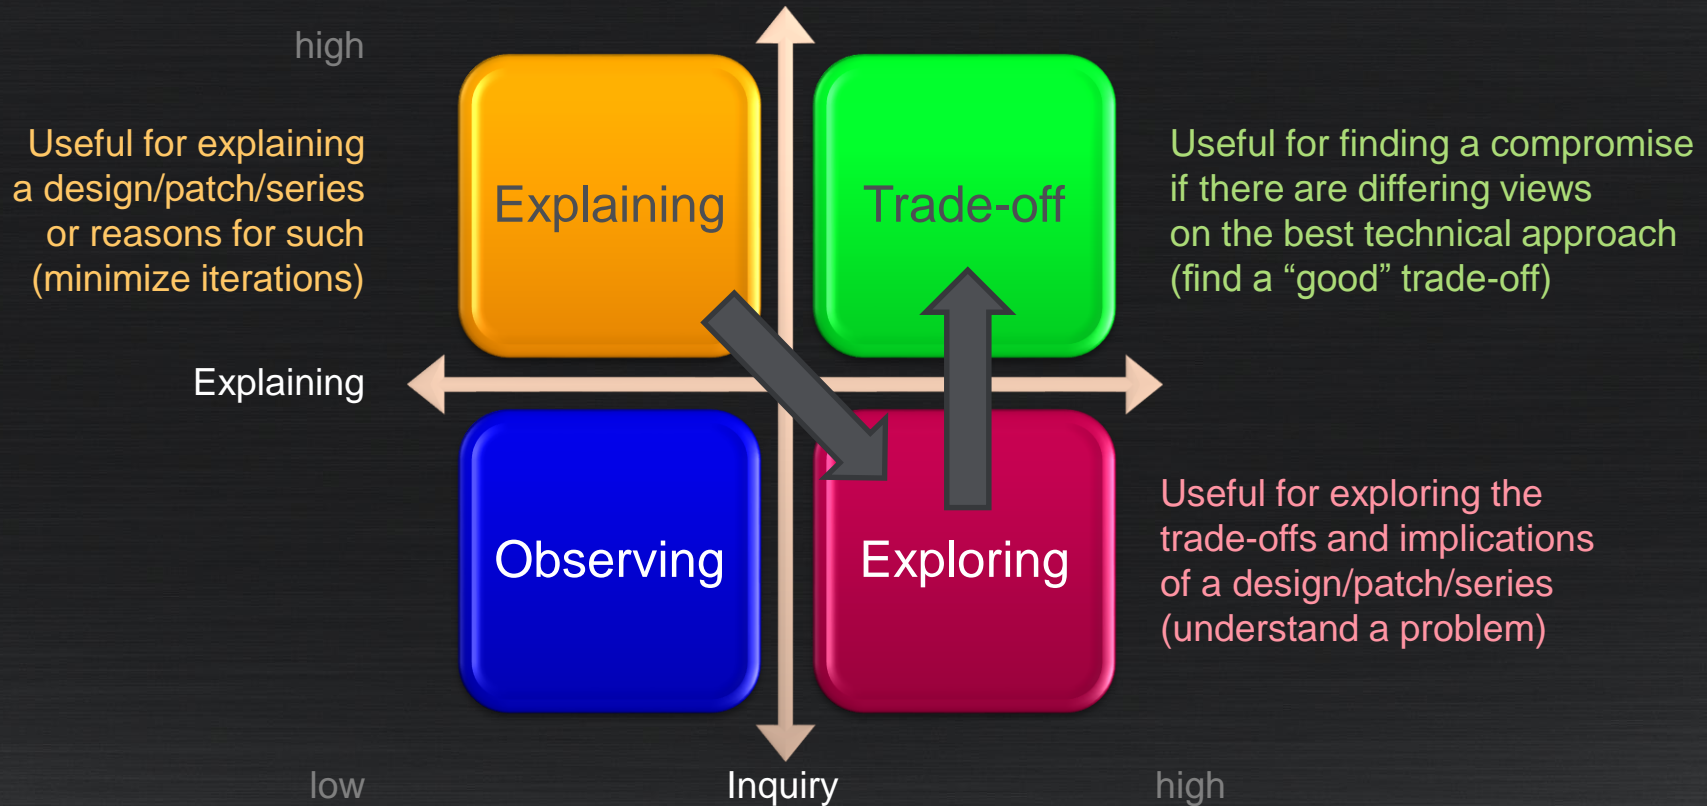 high
Useful for explaining
a design/patch/series
or reasons for such
(minimize iterations)
Explaining
Trade-off
Useful for finding a compromise
if there are differing views
on the best technical approach
(find a “good” trade-off)
Explaining
Observing
Exploring
Useful for exploring the
trade-offs and implications
of a design/patch/series
(understand a problem)
low
Inquiry
high